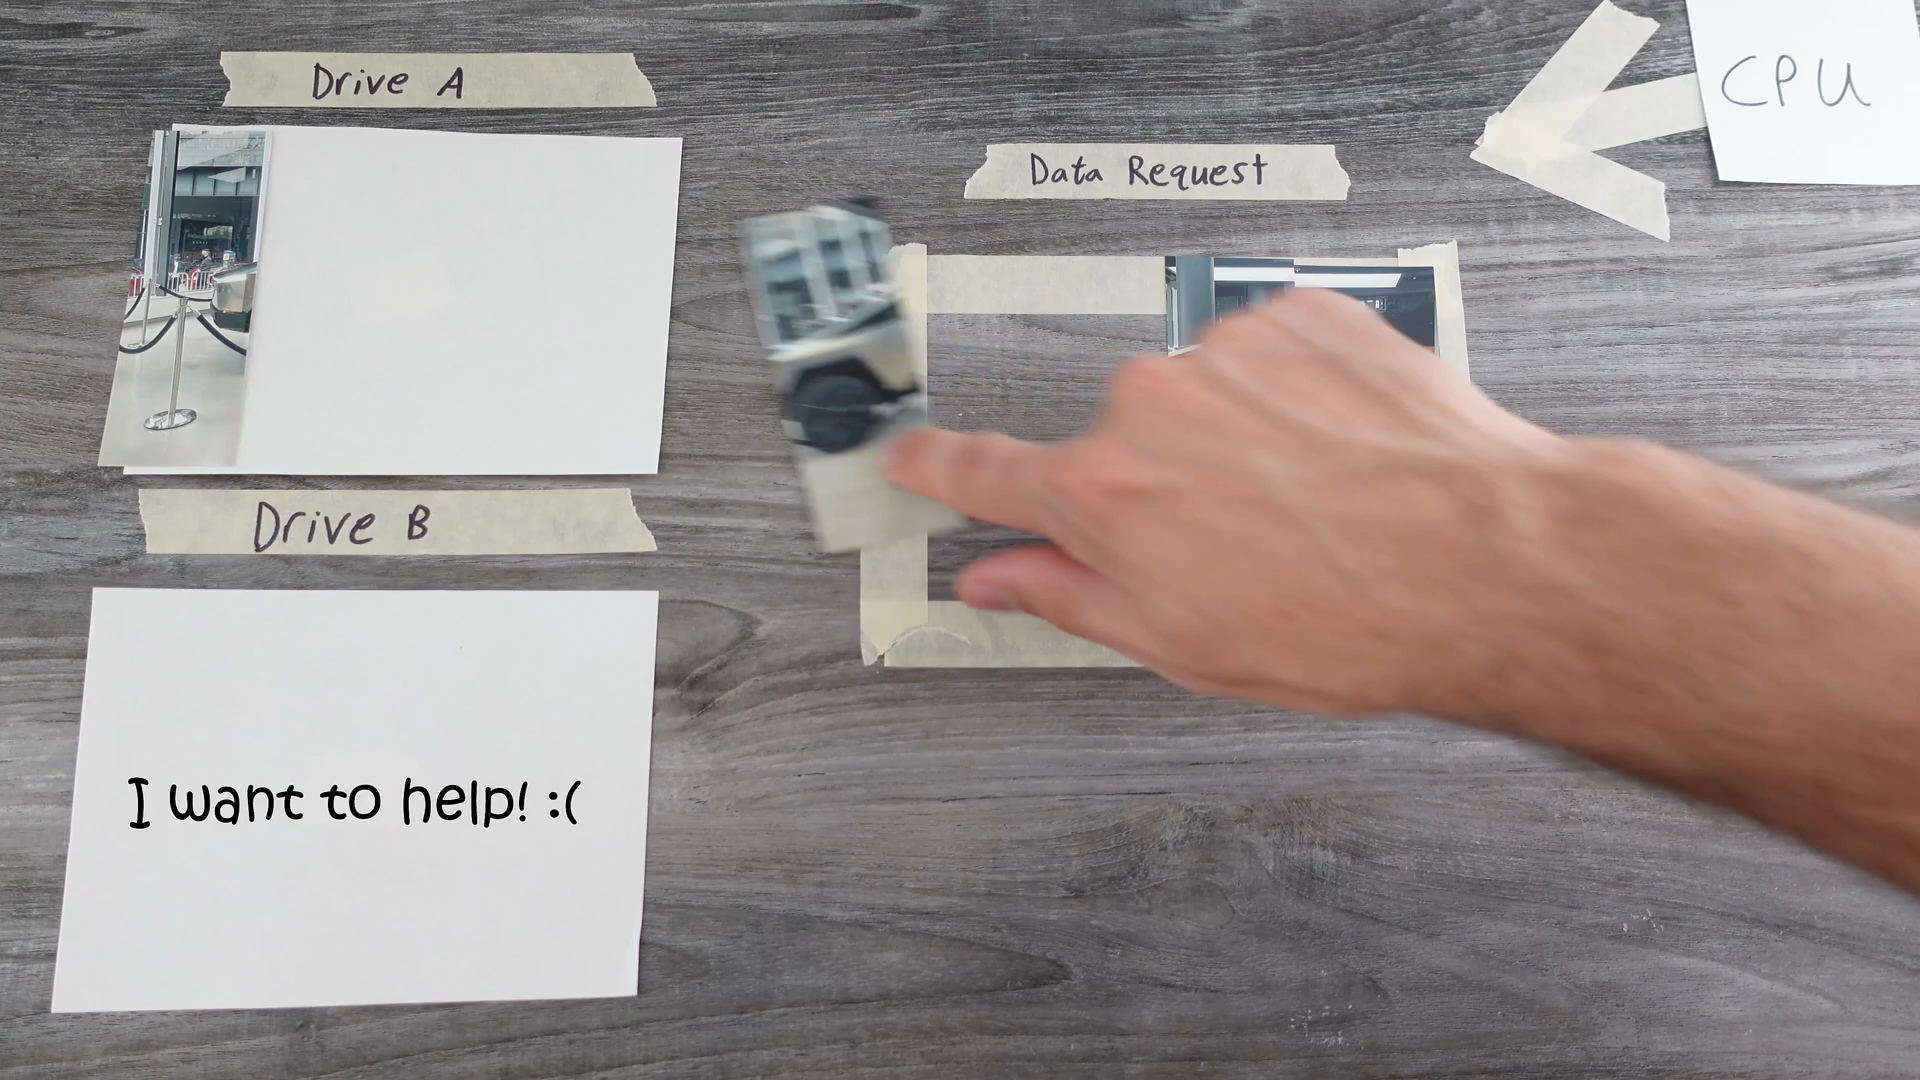 Drive A
CPU
Data Request
Drive B
I want to help! :(